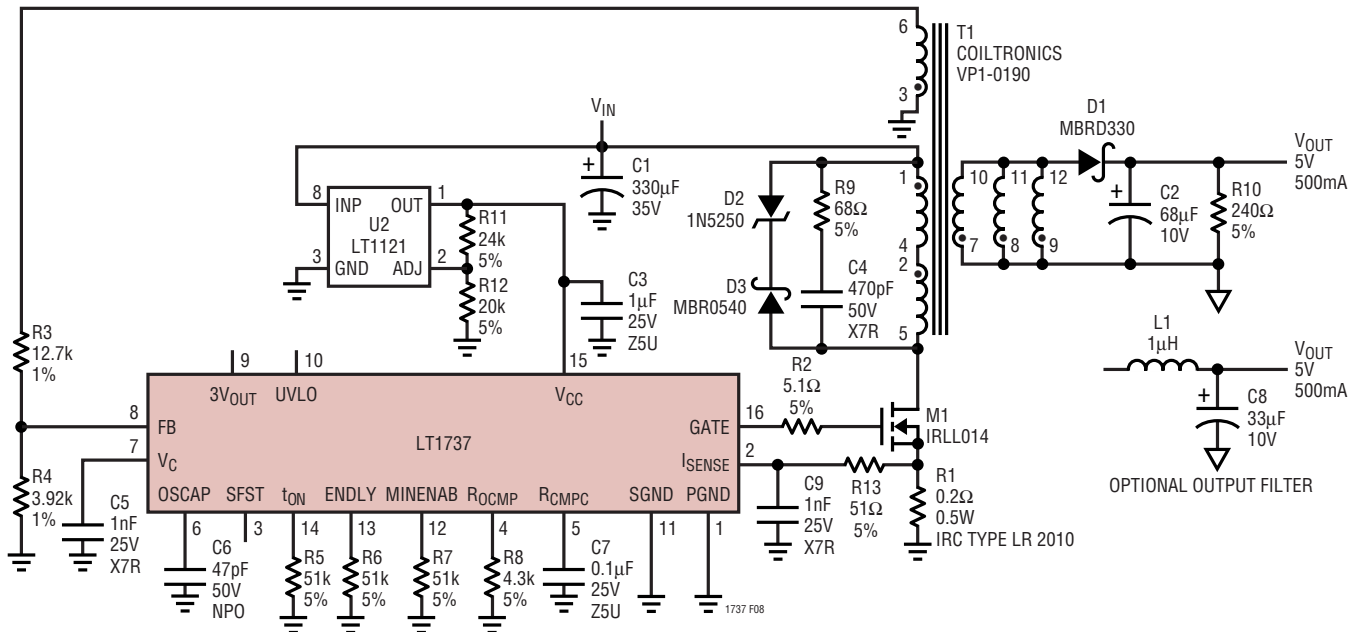 6
T1
COILTRONICS
VP1-0190
3
D1
MBRD330
VIN
VOUT
5V
500mA
+
C1
330µF
35V
8
INP
OUT
1
U2
LT1121
3
GND
ADJ
2
R11
24k
5%
R12
20k
5%
C3
1µF
25V
Z5U
D2
1N5250
R9
68Ω
5%
1
4
2
5
D3
MBR0540
C4
470pF
50V
X7R
10
11
12
7
8
9
+
C2
68µF
10V
R10
240Ω
5%
R3
12.7k
1%
9
10
15
3VOUT
UVLO
VCC
R2
5.1Ω
5%
L1
1µH
VOUT
5V
500mA
+
C8
33µF
10V
OPTIONAL OUTPUT FILTER
8
FB
7
VC
LT1737
GATE
16
M1
IRLL014
ISENSE
2
R4
3.92k
1%
C5
1nF
25V
X7R
OSCAP
SFST
tON
ENDLY
MINENAB
ROCMP
RCMPC
SGND
PGND
6
3
14
13
12
4
5
11
1
C9
1nF
25V
X7R
R13
51Ω
5%
R1
0.2Ω
0.5W
IRC TYPE LR 2010
C6
47pF
50V
NPO
R5
51k
5%
R6
51k
5%
R7
51k
5%
R8
4.3k
5%
C7
0.1µF
25V
Z5U
1737 F08